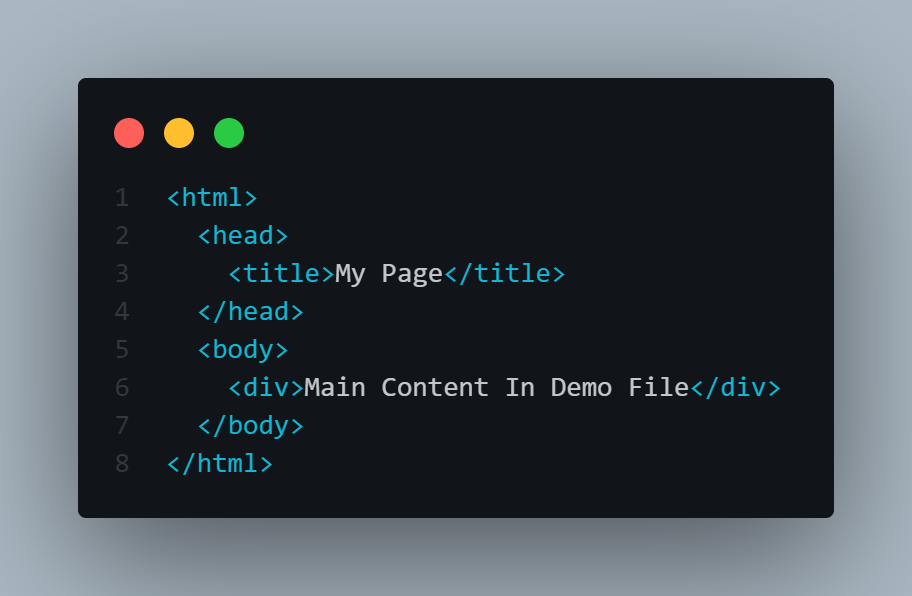 1 <html>
2   <head>
3     <title>My Page</title>
4   </head>
5   <body>
6     <div>Main Content In Demo File</div>
7   </body>
8 </html>